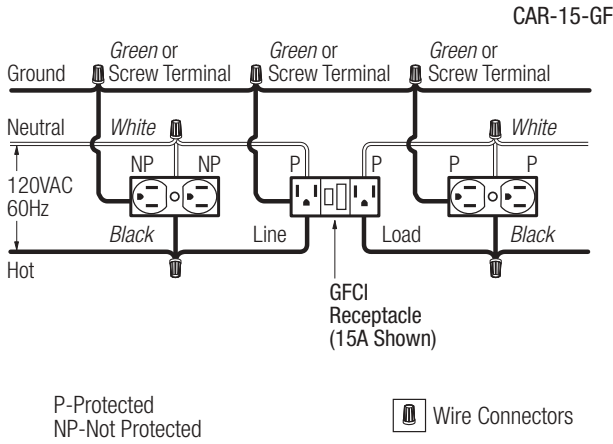 CAR-15-GF
Green or
Screw Terminal
Green or
Screw Terminal
Green or
Screw Terminal
Ground
Neutral
White
White
NP
NP
P
P
P
P
120VAC
60Hz
Black
Line
Load
Black
Hot
GFCI
Receptacle
(15A Shown)
P-Protected
NP-Not Protected
Wire Connectors